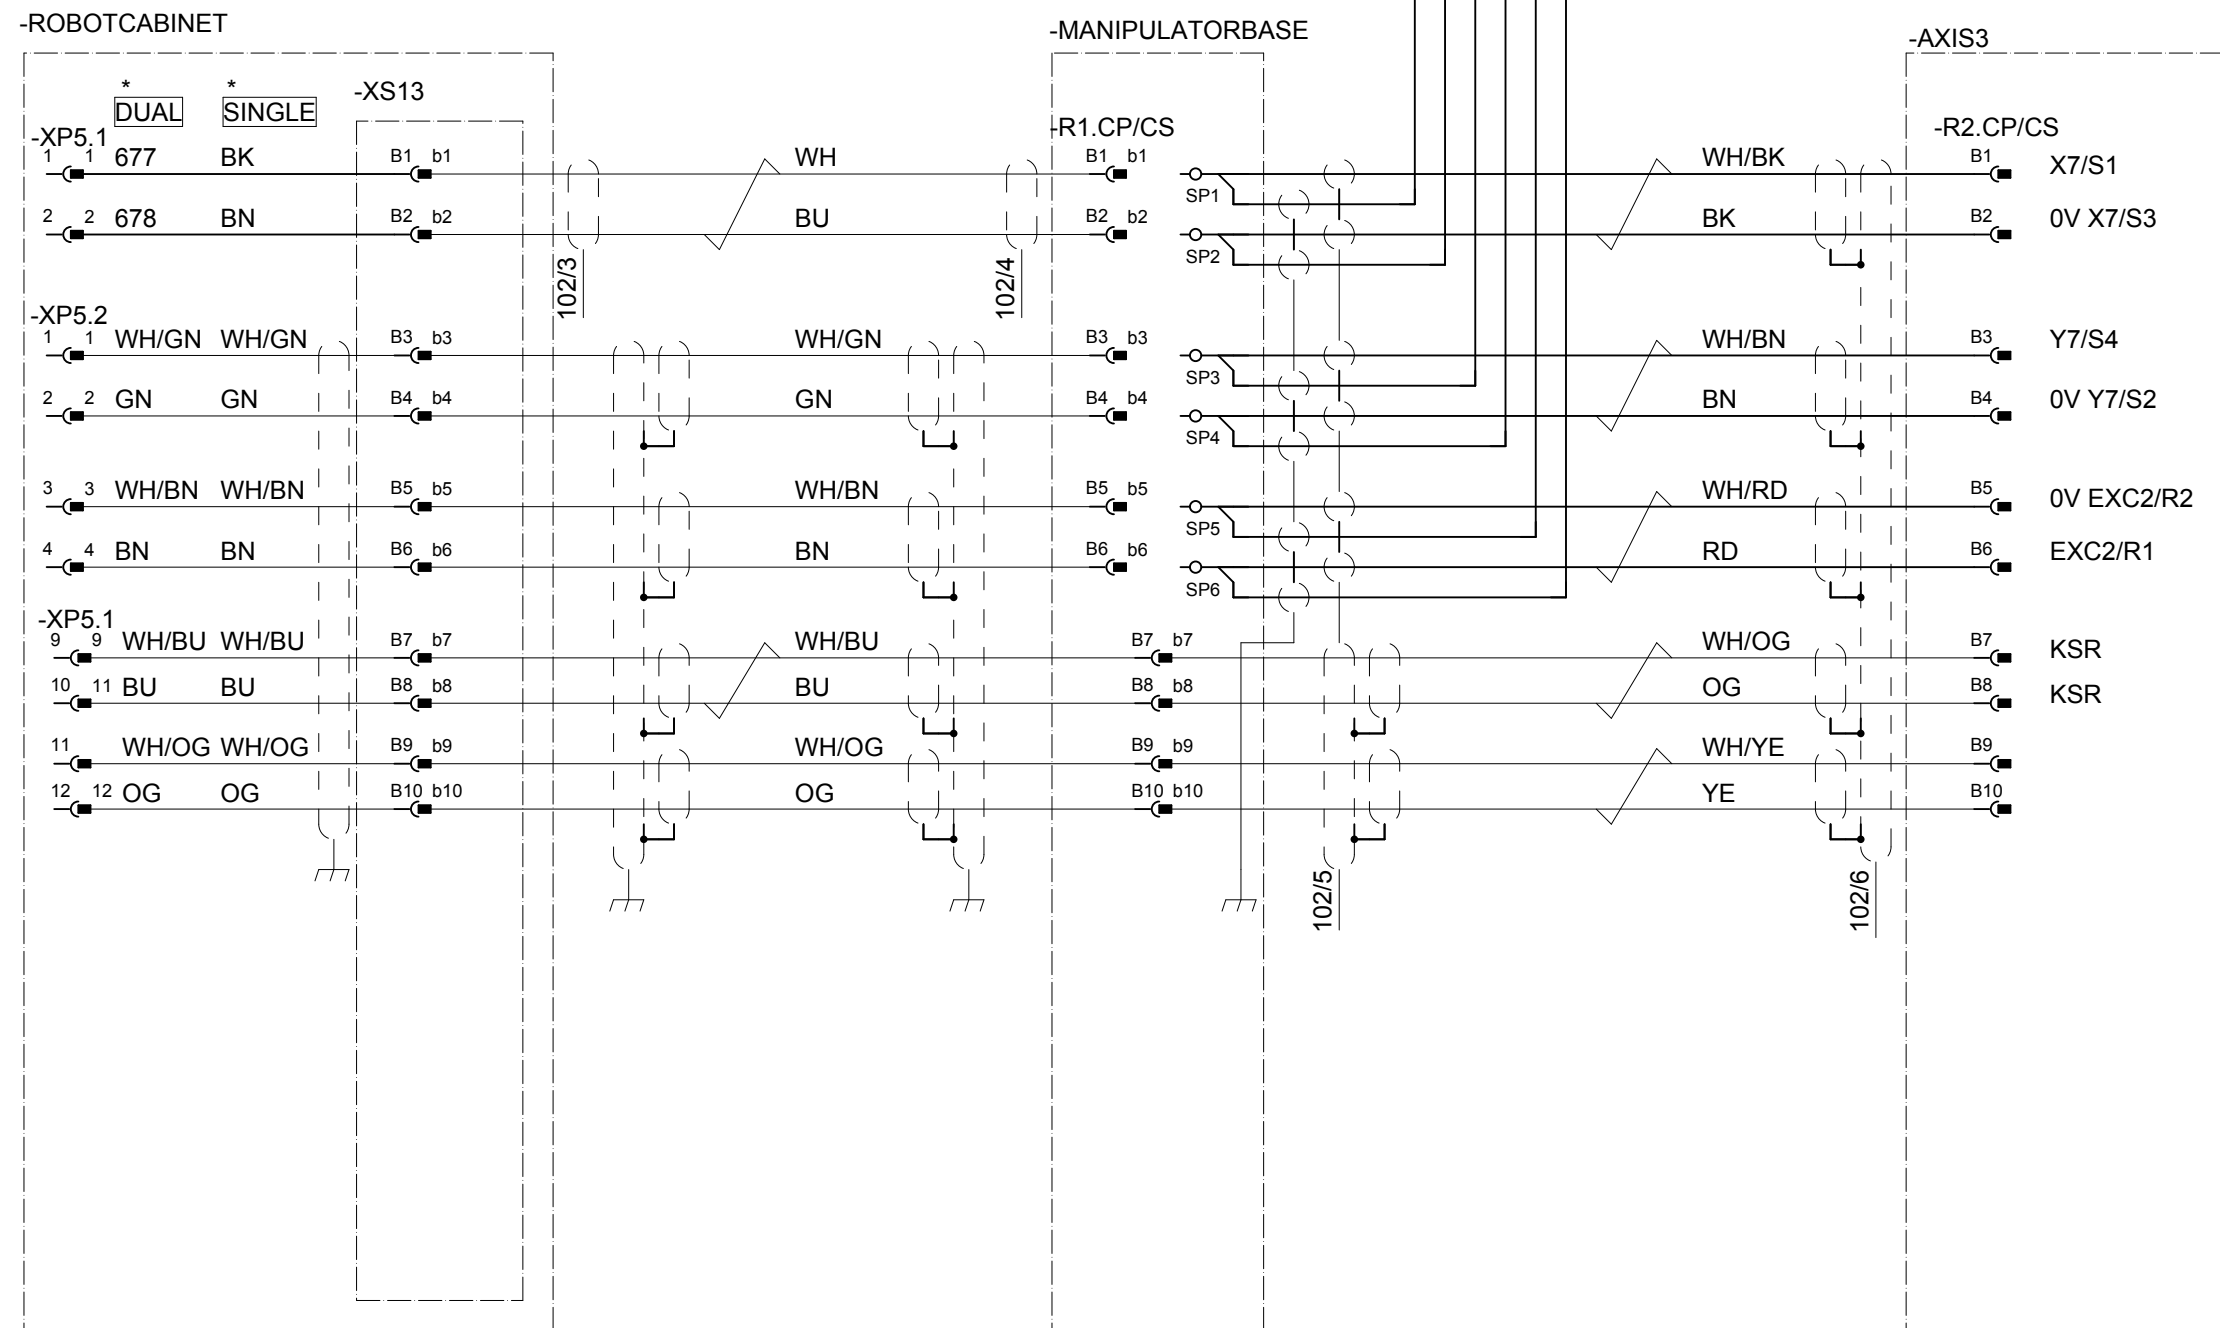 -ROBOTCABINET
-MANIPULATORBASE
-AXIS3
* *
DUAL SINGLE
-XS13
-XP5.1 -R1.CP/CS -R2.CP/CS
1 1 677 BK B1 b1 WH B1 b1 SP1 WH/BK B1 X7/S1
2 2 678 BN B2 b2 BU B2 b2 SP2 BK B2 0V X7/S3
102/3 102/4
-XP5.2
1 1 WH/GN WH/GN B3 b3 WH/GN B3 b3 SP3 WH/BN B3 Y7/S4
2 2 GN GN B4 b4 GN B4 b4 SP4 BN B4 0V Y7/S2
3 3 WH/BN WH/BN B5 b5 WH/BN B5 b5 SP5 WH/RD B5 0V EXC2/R2
4 4 BN BN B6 b6 BN B6 b6 SP6 RD B6 EXC2/R1
-XP5.1
9 9 WH/BU WH/BU B7 b7 WH/BU B7 b7 WH/OG B7 KSR
10 11 BU BU B8 b8 BU B8 b8 OG B8 KSR
11 WH/OG WH/OG B9 b9 WH/OG B9 b9 WH/YE B9
12 12 OG OG B10 b10 OG B10 b10 YE B10
102/5 102/6